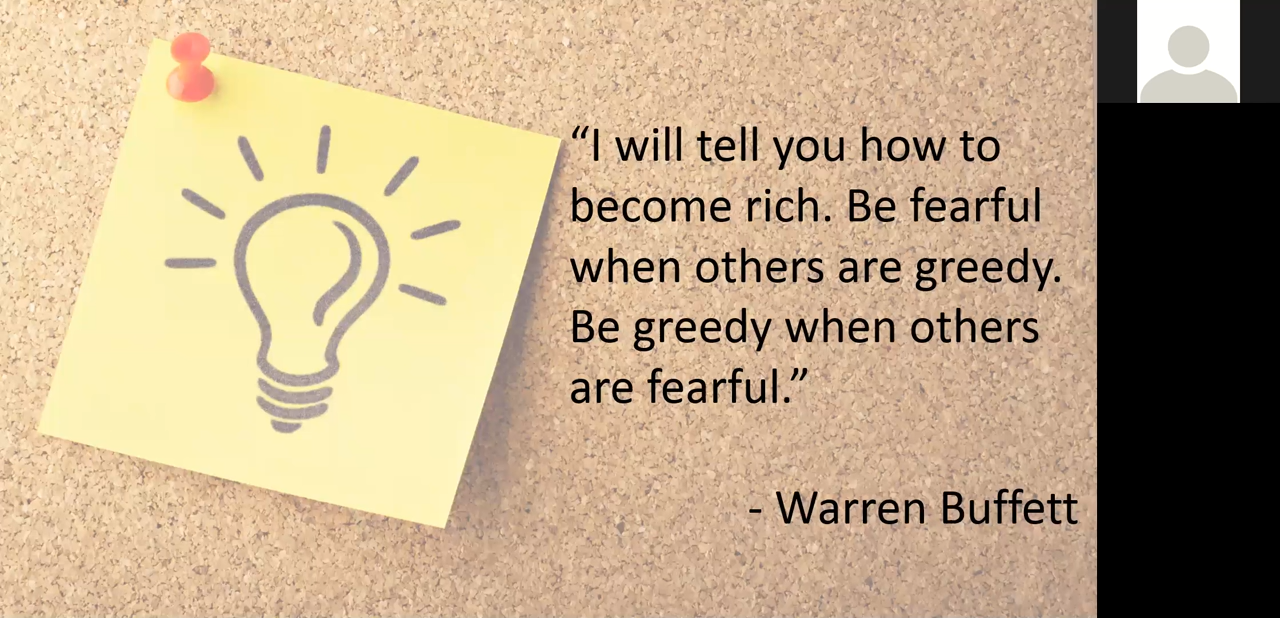 “I will tell you how to
become rich. Be fearful
when others are greedy.
Be greedy when others
are fearful.”
- Warren Buffett